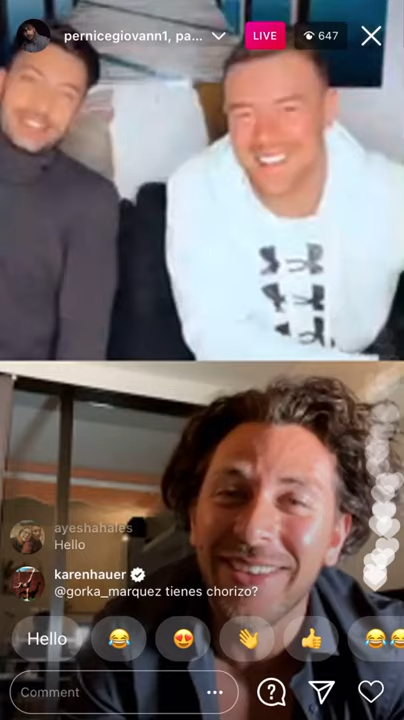 pernicegiovann1, pa...
LIVE
647
ayeshahales
Hello
karenhauer
@gorka_marquez tienes chorizo?
Hello
Comment